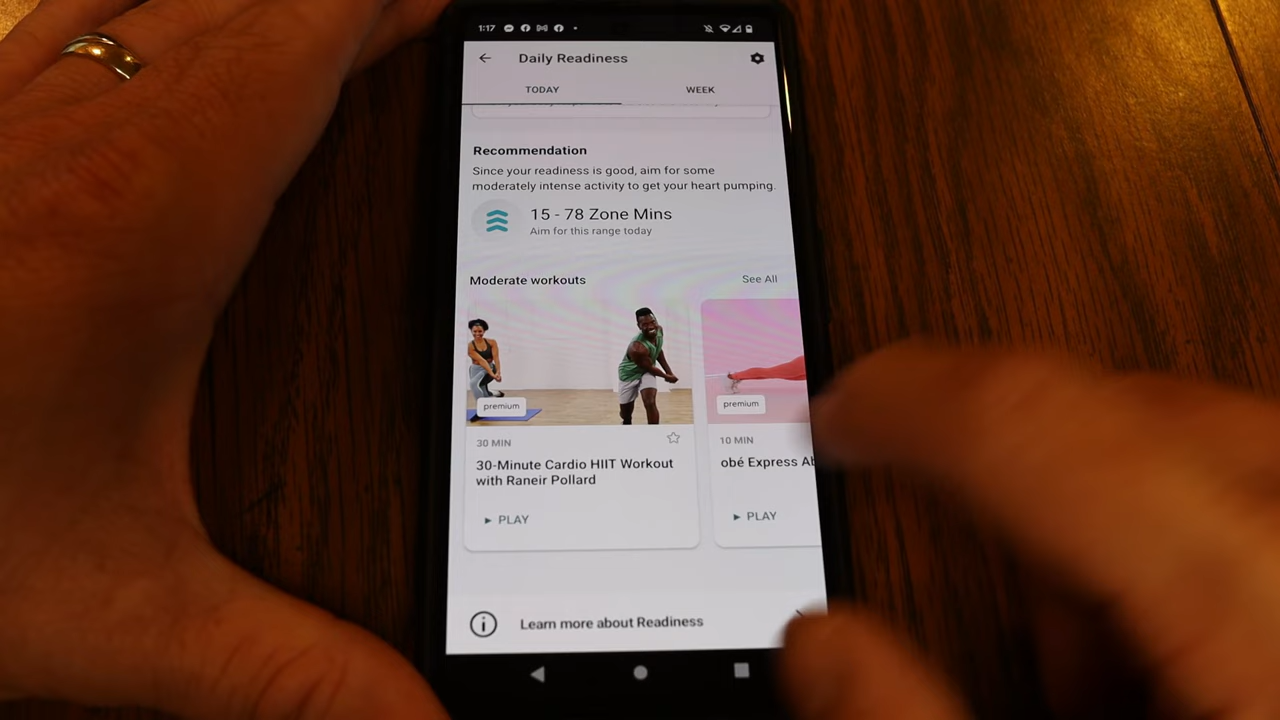 1:17
Daily Readiness
TODAY
WEEK
Recommendation
Since your readiness is good, aim for some
moderately intense activity to get your heart pumping.
15 - 78 Zone Mins
Aim for this range today
Moderate workouts
See All
premium
premium
30 MIN
10 MIN
30-Minute Cardio HIIT Workout
with Raneir Pollard
obé Express Ab
PLAY
PLAY
Learn more about Readiness